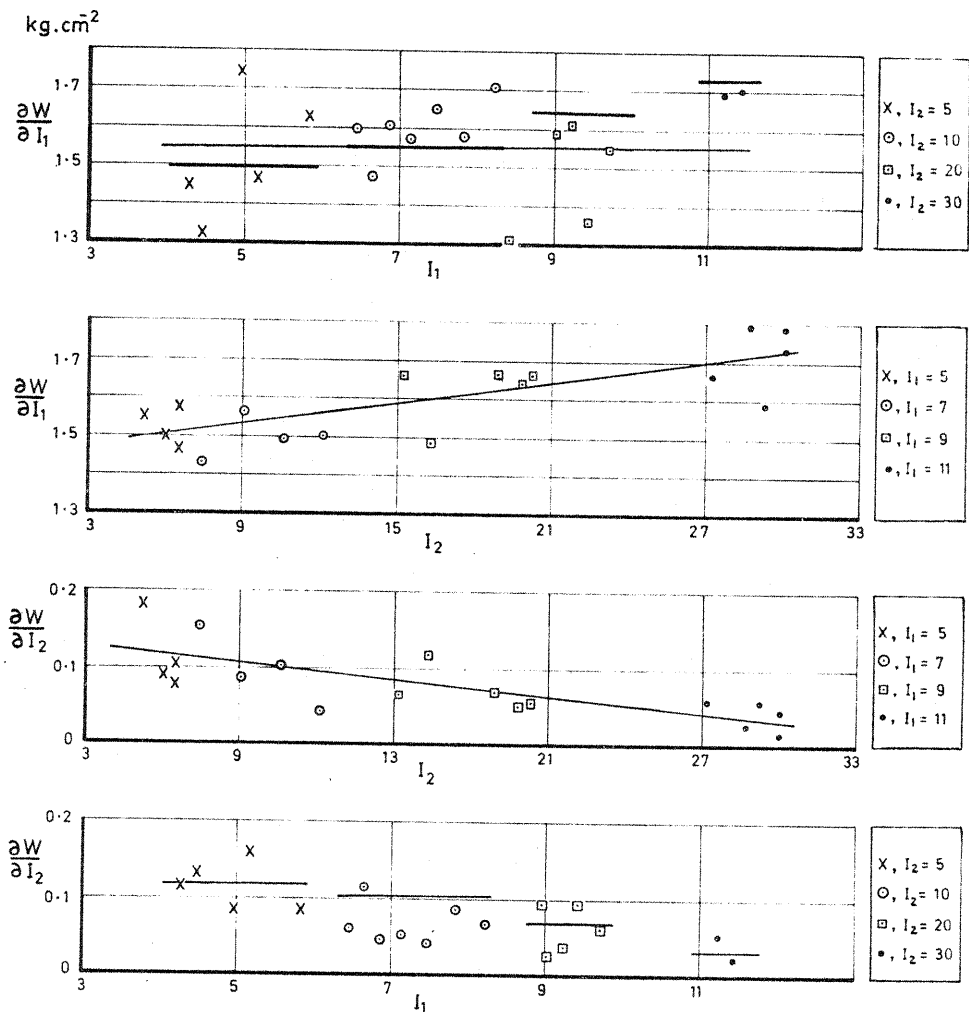 kg.cm⁻²
∂W/∂I₁
1·7
1·5
1·3
3 5 7 9 11
I₁
X, I₂ = 5
⊙, I₂ = 10
⊡, I₂ = 20
•, I₂ = 30
∂W/∂I₁
1·7
1·5
1·3
3 9 15 21 27 33
I₂
X, I₁ = 5
⊙, I₁ = 7
⊡, I₁ = 9
•, I₁ = 11
∂W/∂I₂
0·2
0·1
0
3 9 13 21 27 33
I₂
X, I₁ = 5
⊙, I₁ = 7
⊡, I₁ = 9
•, I₁ = 11
∂W/∂I₂
0·2
0·1
0
3 5 7 9 11
I₁
X, I₂ = 5
⊙, I₂ = 10
⊡, I₂ = 20
•, I₂ = 30